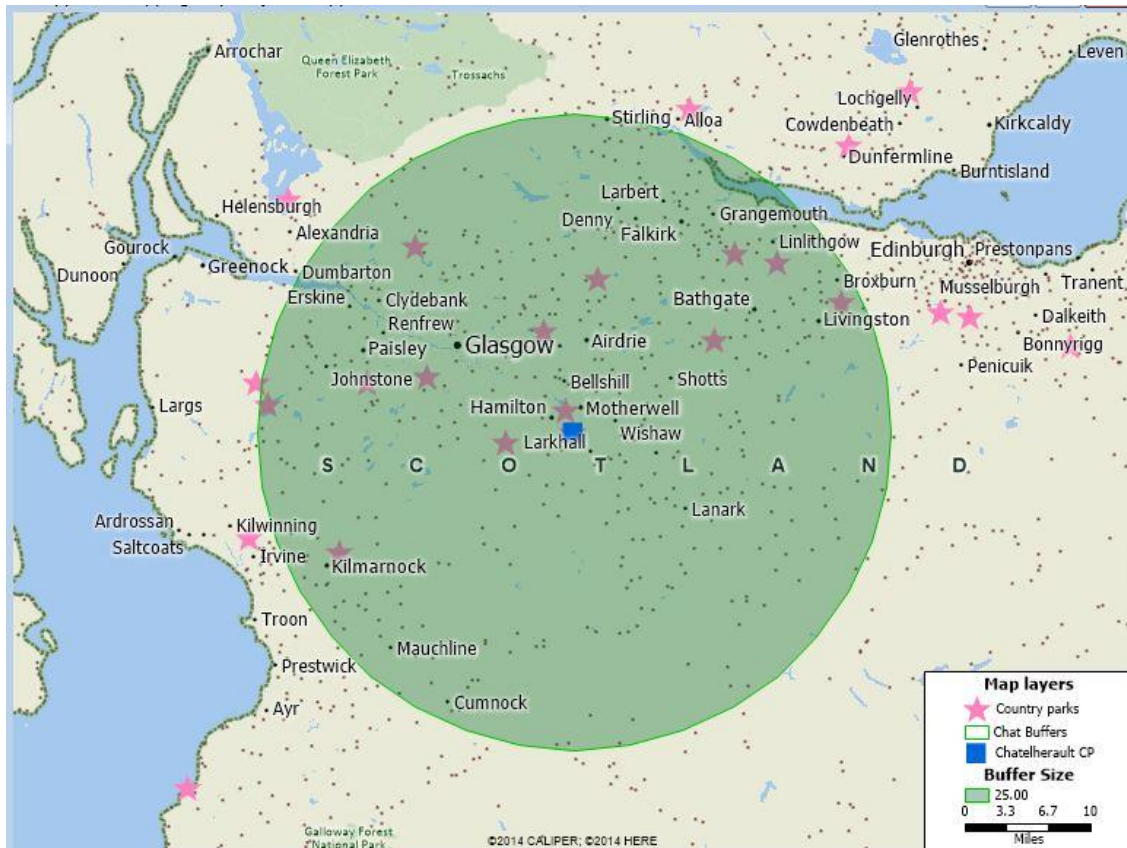 Arrochar
Queen Elizabeth
Forest Park
Trossachs
Glenrothes
Leven
Lochgelly
Cowdenbeath
Kirkcaldy
Stirling
Alloa
Dunfermline
Burntisland
Helensburgh
Larbert
Grangemouth
Denny
Falkirk
Alexandria
Linlithgow
Gourock
Edinburgh
Prestonpans
Dunoon
Greenock
Dumbarton
Erskine
Clydebank
Bathgate
Broxburn
Musselburgh
Tranent
Renfrew
Livingston
Dalkeith
Paisley
Glasgow
Airdrie
Bonnyrigg
Penicuik
Johnstone
Bellshill
Shotts
Largs
Hamilton
Motherwell
Larkhall
Wishaw
S C O T L A N D
Lanark
Ardrossan
Kilwinning
Saltcoats
Irvine
Kilmarnock
Troon
Mauchline
Prestwick
Cumnock
Ayr
Galloway Forest
National Park
©2014 CALIPER; ©2014 HERE
Map layers
Country parks
Chat Buffers
Chatelherault CP
Buffer Size
25.00
0 3.3 6.7 10
Miles